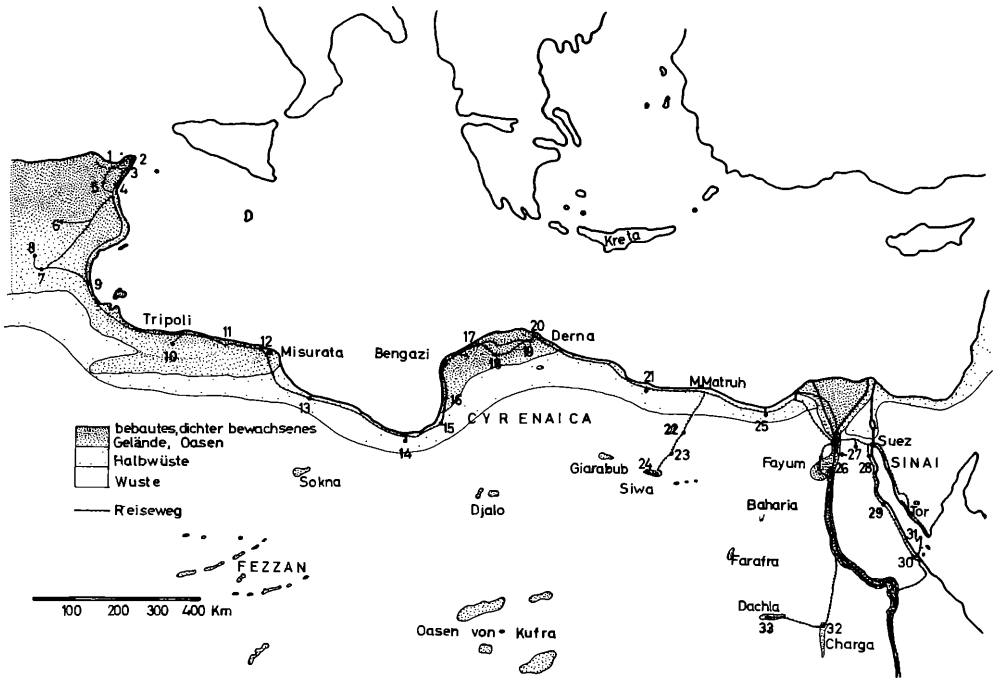 1 2
3
5 4
6
8
7
9
Kreta
Tripoli
10
11
12
Misurata
13
14
Bengazi
15
16
17
18
19
20
Derna
CYRENAICA
21
M.Matruh
22
23
24
Giarabub
Siwa
25
26
27
28
Suez
SINAI
Fayum
Tor
29
30
31
Baharia
Farafra
Dachla
33
32
Charga
Sokna
Djalo
FEZZAN
Oasen von Kufra
bebautes, dichter bewachsenes
Gelände, Oasen
Halbwüste
Wuste
Reiseweg
100 200 300 400 Km